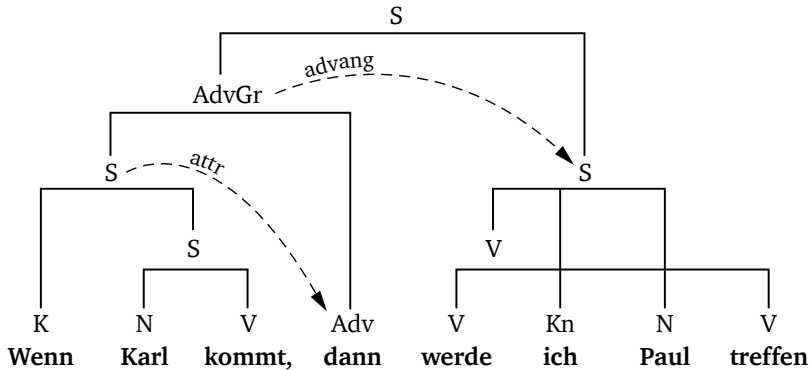 S
advang
AdvGr
S attr S
S V
K N V Adv V Kn N V
Wenn Karl kommt, dann werde ich Paul treffen